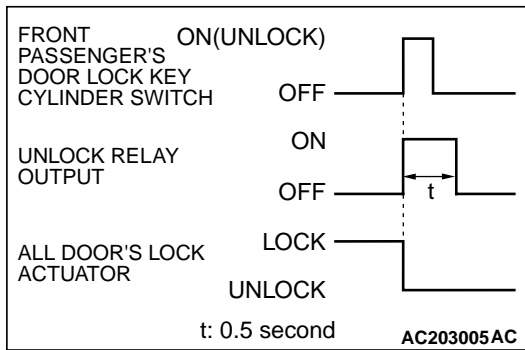 FRONT
PASSENGER'S
DOOR LOCK KEY
CYLINDER SWITCH
ON(UNLOCK)
OFF
UNLOCK RELAY
OUTPUT
ON
OFF
t
ALL DOOR'S LOCK
ACTUATOR
LOCK
UNLOCK
t: 0.5 second
AC203005AC